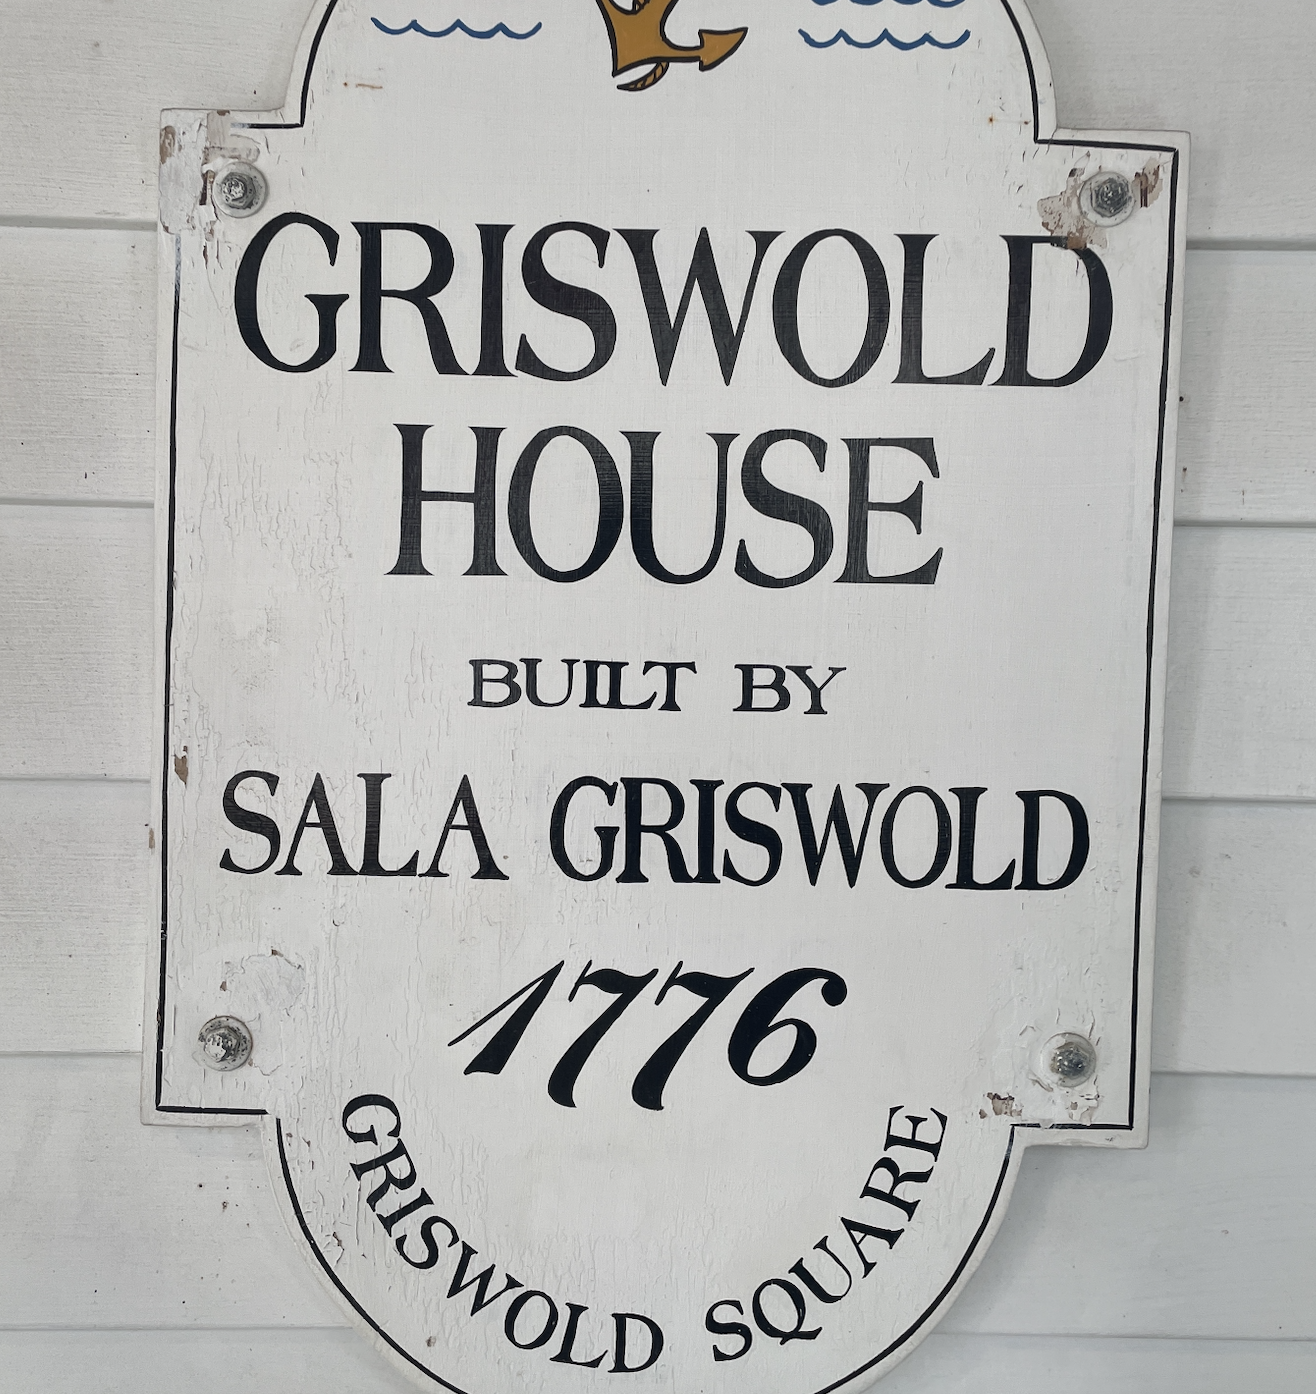 GRISWOLD
HOUSE
BUILT BY
SALA GRISWOLD
1776
GRISWOLD SQUARE